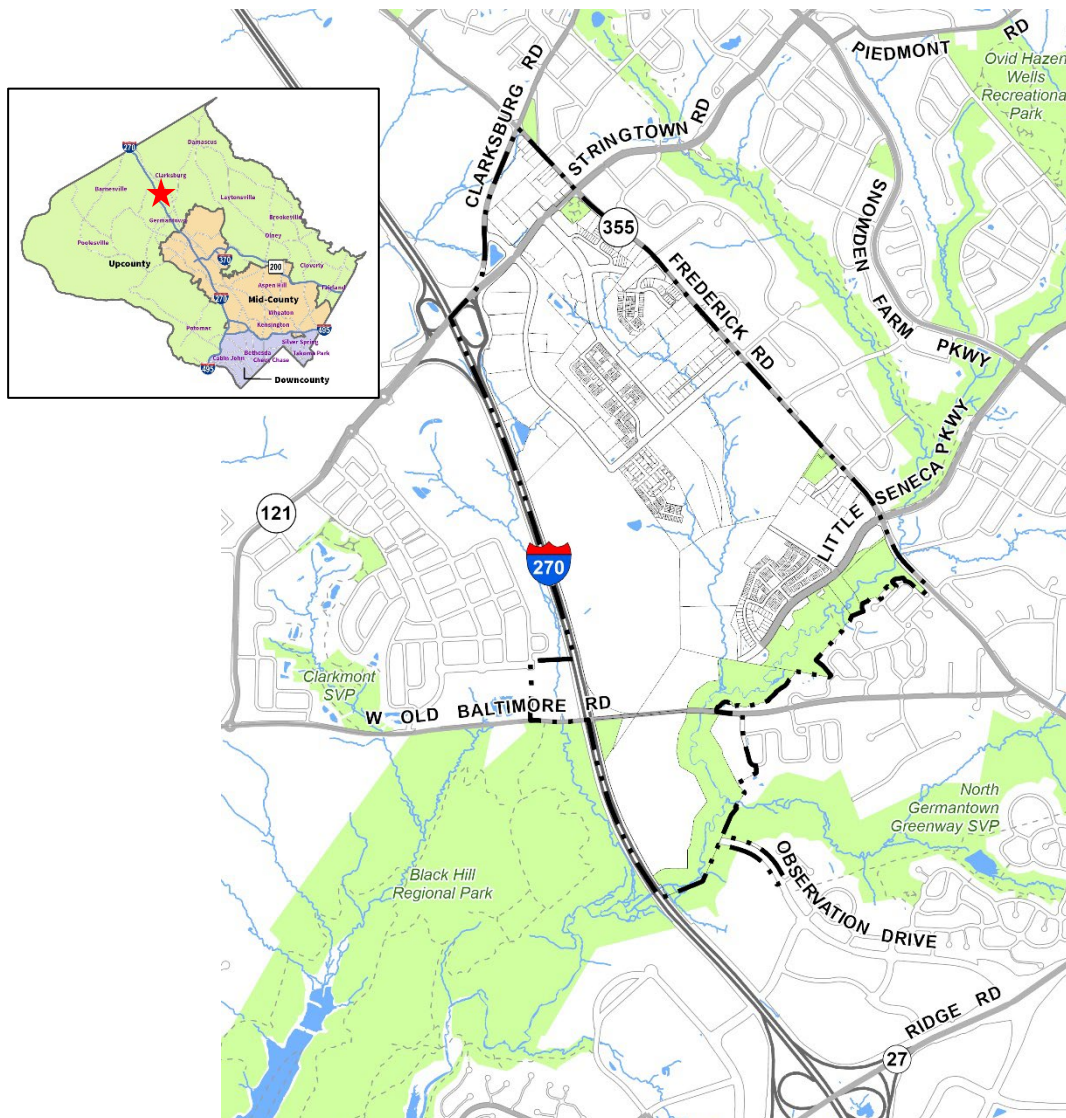 PIEDMONT RD
Ovid Hazen
Wells
Recreational
Park
CLARKSBURG RD
STRINGTOWN RD
SNOWDEN FARM PKWY
355
FREDERICK RD
LITTLE SENECA PKWY
121
270
Clarkmont
SVP
W OLD BALTIMORE RD
North
Germantown
Greenway SVP
OBSERVATION DRIVE
Black Hill
Regional Park
RIDGE RD
27
270
Damascus
Clarksburg
Barnesville
Laytonsville
Germantown
Brookeville
Olney
Poolesville
370
200
Cloverly
Upcounty
Aspen Hill
Fairland
270
Mid-County
Wheaton
Potomac
Kensington
495
Silver Spring
Cabin John
Bethesda
Chevy Chase
Takoma Park
495
Downcounty